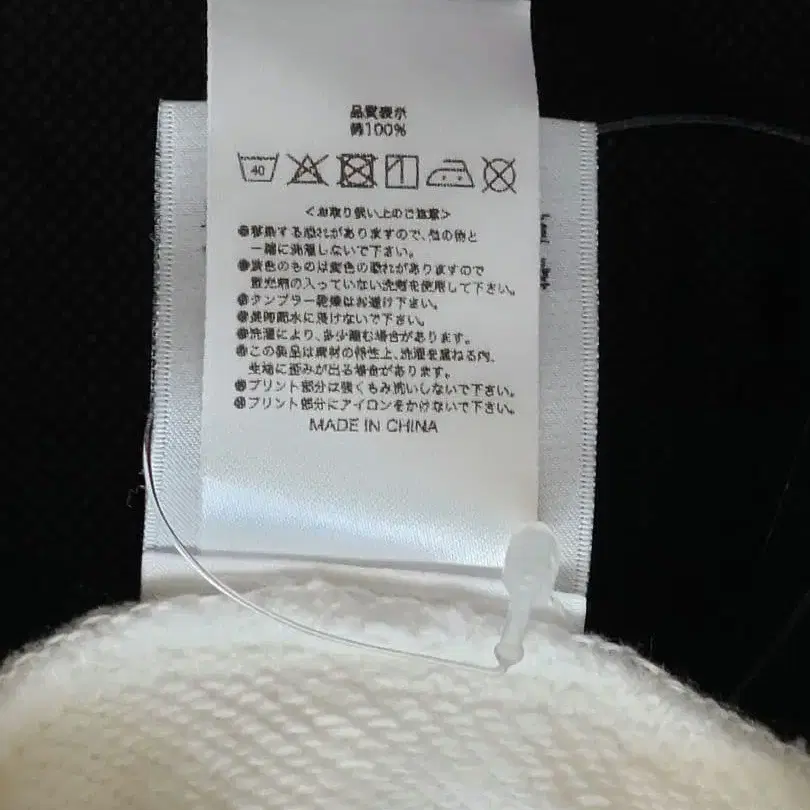 品質表示
綿100%
40
<お取り扱い上のご注意>
●移染する恐れがありますので、他の物と
一緒に洗濯しないで下さい。
●淡色のものは変色の恐れがありますので
蛍光剤の入っていない洗剤を使用して下さい。
●タンブラー乾燥はお避け下さい。
●長時間水に浸けないで下さい。
●洗濯により、多少縮む場合があります。
●この製品は素材の特性上、洗濯を重ねる内、
生地に歪みが出る場合があります。
●プリント部分は強くもみ洗いしないで下さい。
●プリント部分にアイロンをかけないで下さい。
MADE IN CHINA